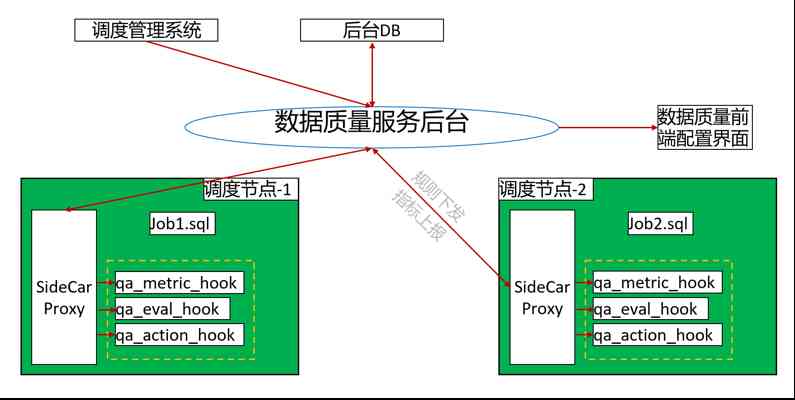 调度管理系统
后台DB
数据质量服务后台
数据质量前
端配置界面
规则下发
指标上报
调度节点-1
Job1.sql
SideCar
Proxy
qa_metric_hook
qa_eval_hook
qa_action_hook
调度节点-2
Job2.sql
SideCar
Proxy
qa_metric_hook
qa_eval_hook
qa_action_hook